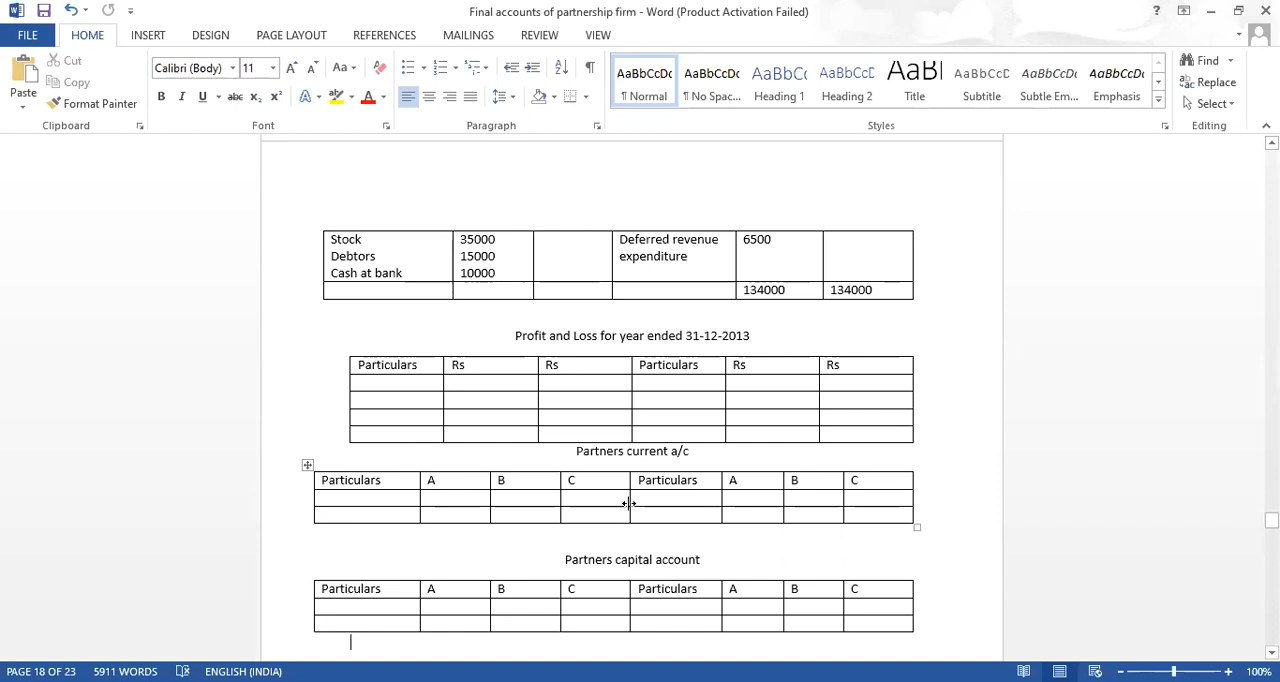 Final accounts of partnership firm - Word (Product Activation Failed)
FILE HOME INSERT DESIGN PAGE LAYOUT REFERENCES MAILINGS REVIEW VIEW
Paste
Cut
Copy
Format Painter
Calibri (Body) 11
AaBbCcDc AaBbCcDc AaBbCc AaBbCcD AaBl AaBbCcD AaBbCcDc AaBbCcDc
¶ Normal ¶ No Spac... Heading 1 Heading 2 Title Subtitle Subtle Em... Emphasis
Find
Replace
Select
Clipboard Font Paragraph Styles Editing
Stock 35000 Deferred revenue 6500
Debtors 15000 expenditure
Cash at bank 10000
134000 134000
Profit and Loss for year ended 31-12-2013
Particulars Rs Rs Particulars Rs Rs
Partners current a/c
Particulars A B C Particulars A B C
Partners capital account
Particulars A B C Particulars A B C
PAGE 18 OF 23 5911 WORDS ENGLISH (INDIA) 100%